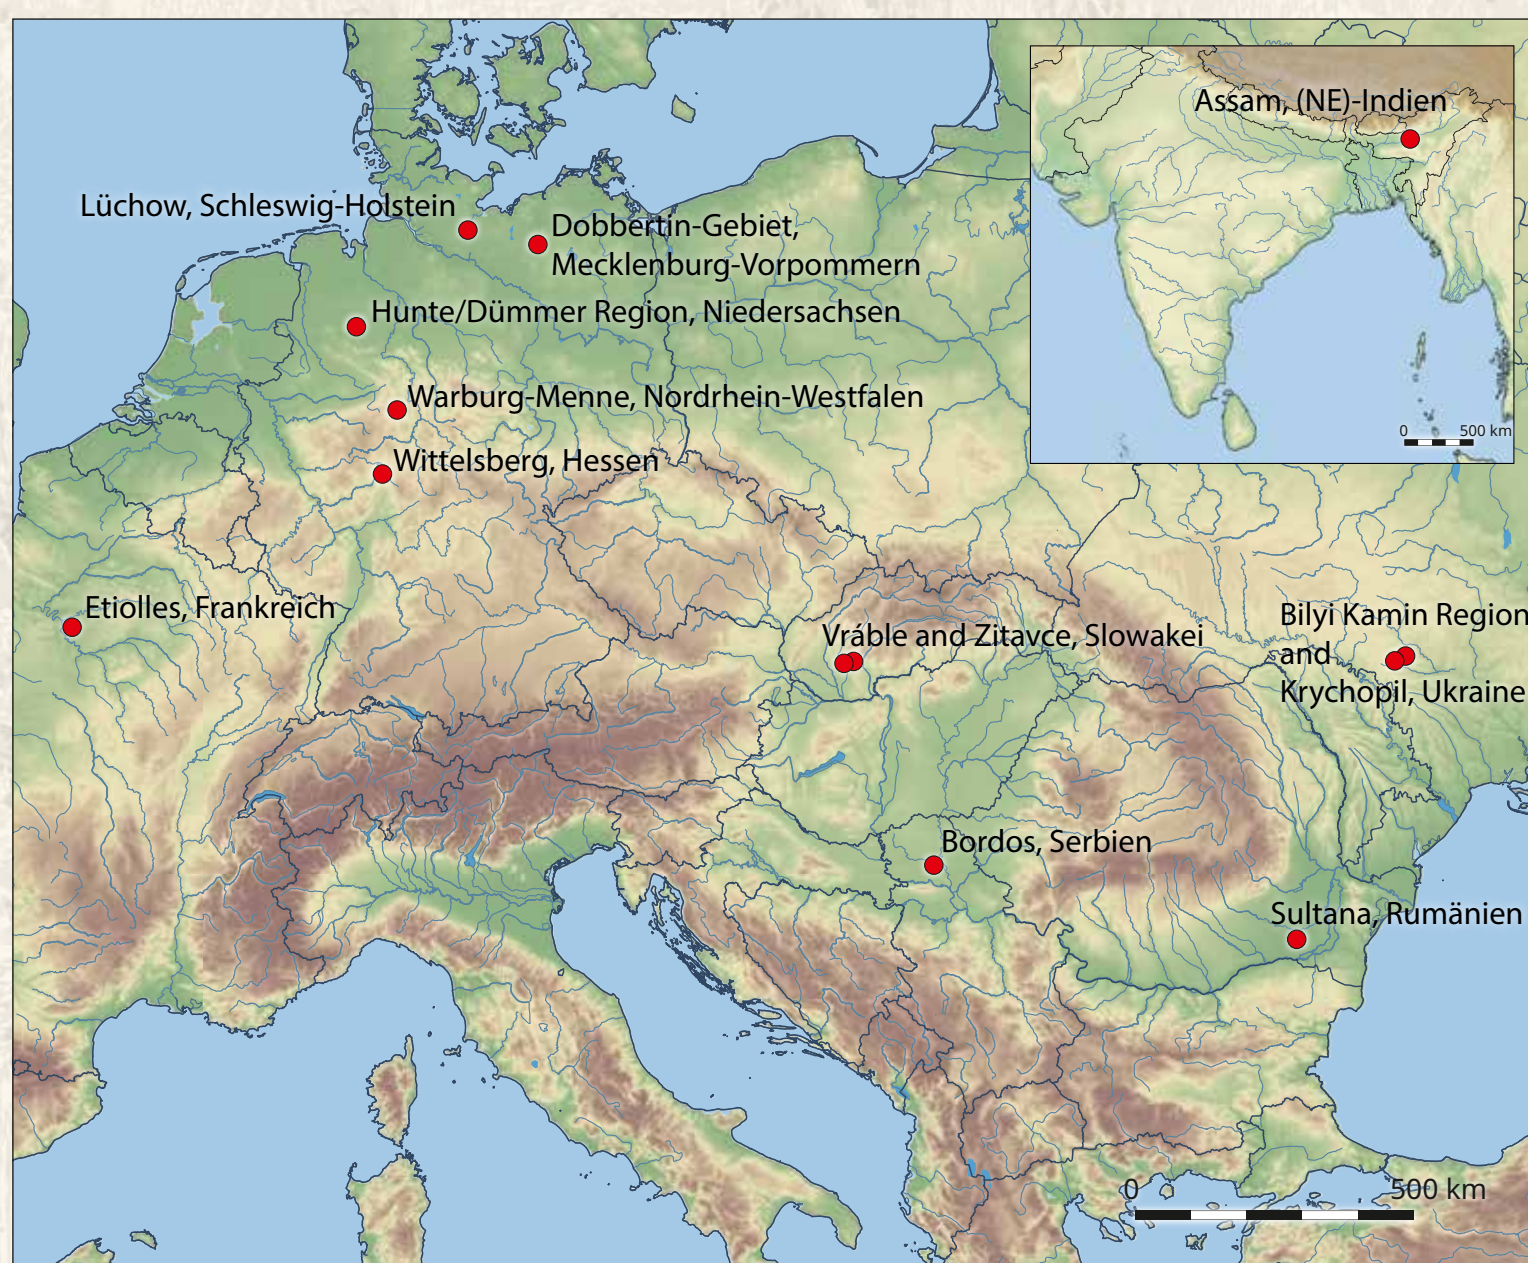 Assam, (NE)-Indien
0 500 km
Lüchow, Schleswig-Holstein
Dobbertin-Gebiet,
Mecklenburg-Vorpommern
Hunte/Dümmer Region, Niedersachsen
Warburg-Menne, Nordrhein-Westfalen
Wittelsberg, Hessen
Etiolles, Frankreich
Vráble and Zitavce, Slowakei
Bilyi Kamin Region
and
Krychopil, Ukraine
Bordos, Serbien
Sultana, Rumänien
0 500 km